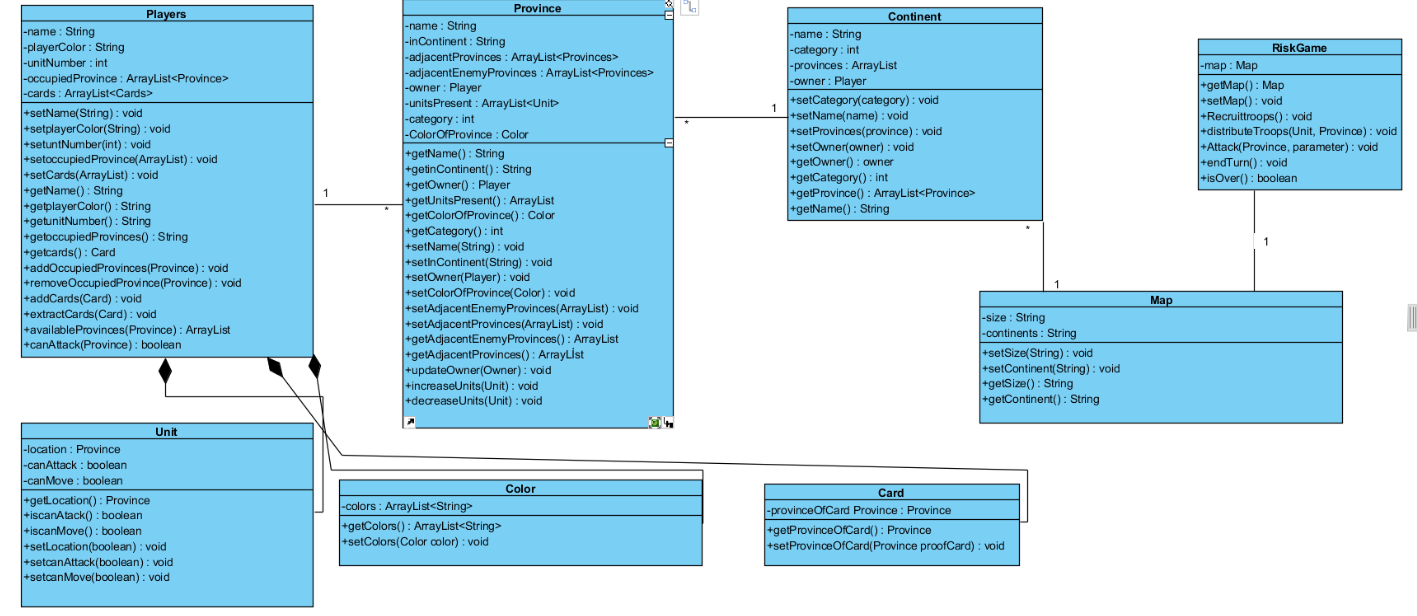 Players
-name : String
-playerColor : String
-unitNumber : int
-occupiedProvince : ArrayList<Province>
-cards : ArrayList<Cards>
+setName(String) : void
+setplayerColor(String) : void
+setuntNumber(int) : void
+setoccupiedProvince(ArrayList) : void
+setCards(ArrayList) : void
+getName() : String
+getplayerColor() : String
+getunitNumber() : String
+getoccupiedProvinces() : String
+getcards() : Card
+addOccupiedProvinces(Province) : void
+removeOccupiedProvince(Province) : void
+addCards(Card) : void
+extractCards(Card) : void
+availableProvinces(Province) : ArrayList
+canAttack(Province) : boolean
1
*
Province
-name : String
-inContinent : String
-adjacentProvinces : ArrayList<Provinces>
-adjacentEnemyProvinces : ArrayList<Provinces>
-owner : Player
-unitsPresent : ArrayList<Unit>
-category : int
-ColorOfProvince : Color
+getName() : String
+getinContinent() : String
+getOwner() : Player
+getUnitsPresent() : ArrayList
+getColorOfProvince() : Color
+getCategory() : int
+setName(String) : void
+setInContinent(String) : void
+setOwner(Player) : void
+setColorOfProvince(Color) : void
+setAdjacentEnemyProvinces(ArrayList) : void
+setAdjacentProvinces(ArrayList) : void
+getAdjacentEnemyProvinces() : ArrayList
+getAdjacentProvinces() : ArrayLİst
+updateOwner(Owner) : void
+increaseUnits(Unit) : void
+decreaseUnits(Unit) : void
*
1
Continent
-name : String
-category : int
-provinces : ArrayList
-owner : Player
+setCategory(category) : void
+setName(name) : void
+setProvinces(province) : void
+setOwner(owner) : void
+getOwner() : owner
+getCategory() : int
+getProvince() : ArrayList<Province>
+getName() : String
*
1
RiskGame
-map : Map
+getMap() : Map
+setMap() : void
+Recruittroops() : void
+distributeTroops(Unit, Province) : void
+Attack(Province, parameter) : void
+endTurn() : void
+isOver() : boolean
1
Map
-size : String
-continents : String
+setSize(String) : void
+setContinent(String) : void
+getSize() : String
+getContinent() : String
Unit
-location : Province
-canAttack : boolean
-canMove : boolean
+getLocation() : Province
+iscanAtack() : boolean
+iscanMove() : boolean
+setLocation(boolean) : void
+setcanAttack(boolean) : void
+setcanMove(boolean) : void
Color
-colors : ArrayList<String>
+getColors() : ArrayList<String>
+setColors(Color color) : void
Card
-provinceOfCard Province : Province
+getProvinceOfCard() : Province
+setProvinceOfCard(Province proofCard) : void